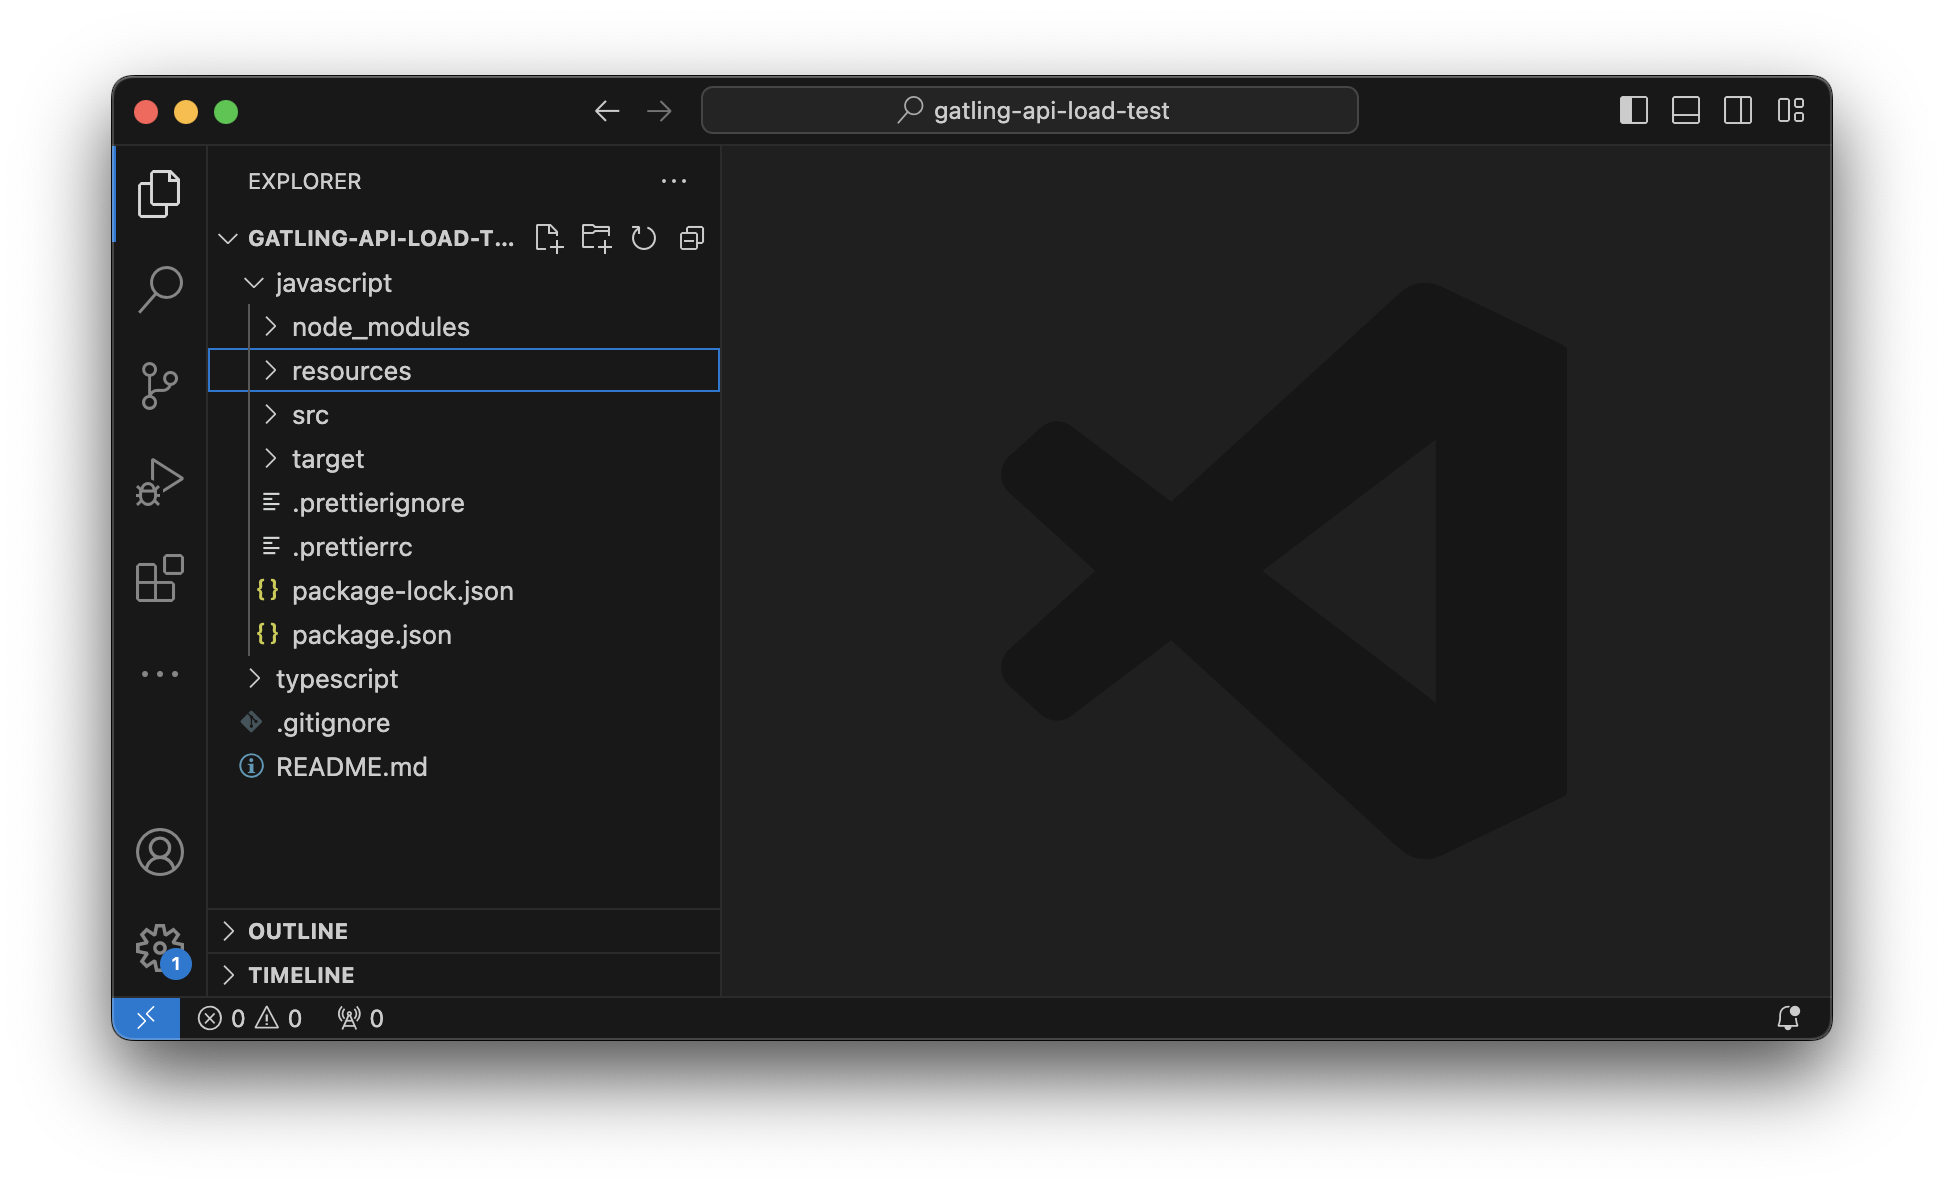 gatling-api-load-test
EXPLORER
GATLING-API-LOAD-T...
javascript
node_modules
resources
src
target
.prettierignore
.prettierrc
{} package-lock.json
{} package.json
typescript
.gitignore
README.md
OUTLINE
TIMELINE
1
0 0 0